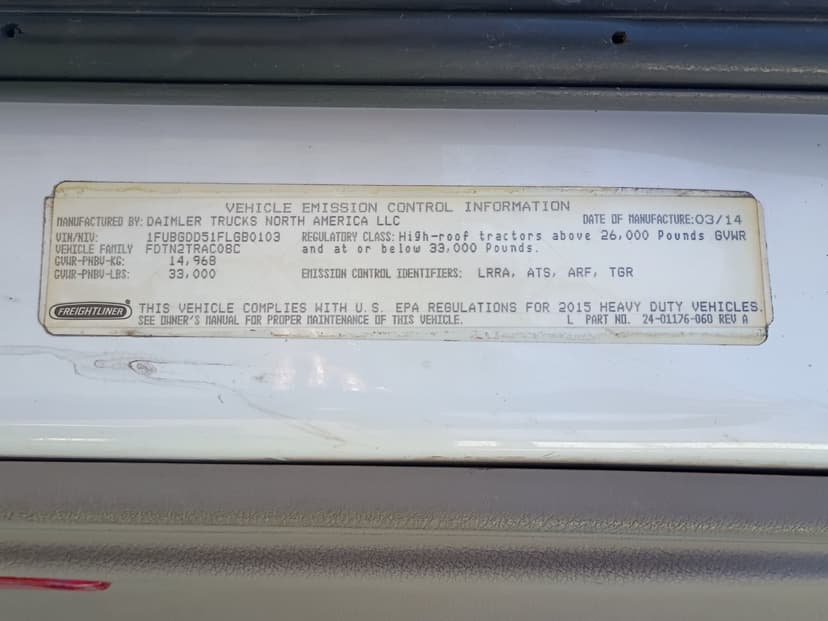 VEHICLE EMISSION CONTROL INFORMATION
MANUFACTURED BY: DAIMLER TRUCKS NORTH AMERICA LLC DATE OF MANUFACTURE:03/14
VIN/NIV: 1FUBGDD51FLGB0103 REGULATORY CLASS: High-roof tractors above 26,000 Pounds GVWR
VEHICLE FAMILY FDTN2TRAC08C and at or below 33,000 Pounds.
GVWR-PNBV-KG: 14,968
GVWR-PNBV-LBS: 33,000 EMISSION CONTROL IDENTIFIERS: LRRA, ATS, ARF, TGR
FREIGHTLINER THIS VEHICLE COMPLIES WITH U.S. EPA REGULATIONS FOR 2015 HEAVY DUTY VEHICLES.
SEE OWNER'S MANUAL FOR PROPER MAINTENANCE OF THIS VEHICLE. L PART NO. 24-01176-060 REV A